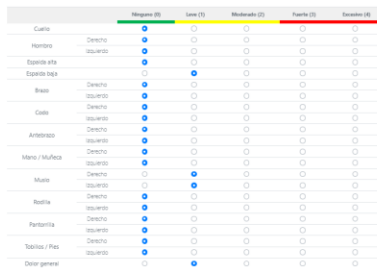 Ninguno (0) Leve (1) Moderado (2) Fuerte (3) Excesivo (4)
Cuello
Hombro Derecho
Izquierdo
Espalda alta
Espalda baja
Brazo Derecho
Izquierdo
Codo Derecho
Izquierdo
Antebrazo Derecho
Izquierdo
Mano / Muñeca Derecho
Izquierdo
Muslo Derecho
Izquierdo
Rodilla Derecho
Izquierdo
Pantorrilla Derecho
Izquierdo
Tobillos / Pies Derecho
Izquierdo
Dolor general